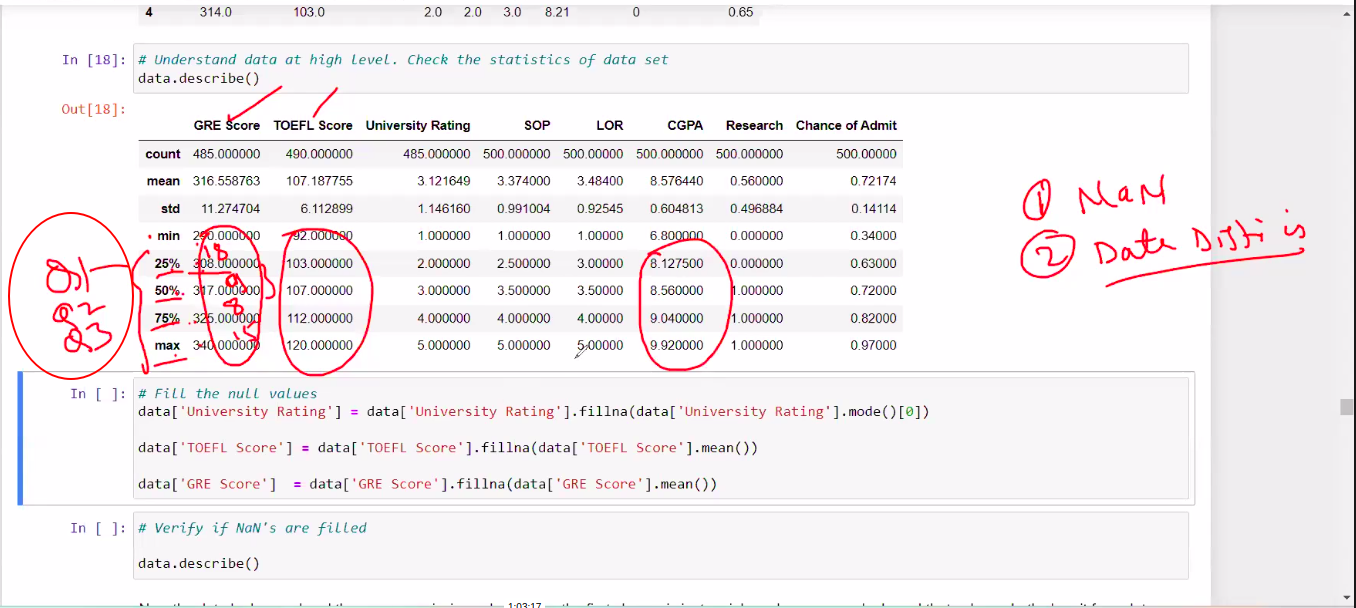 4 314.0 103.0 2.0 2.0 3.0 8.21 0 0.65
In [18]: # Understand data at high level. Check the statistics of data set
data.describe()
Out[18]:
GRE Score TOEFL Score University Rating SOP LOR CGPA Research Chance of Admit
count 485.000000 490.000000 485.000000 500.000000 500.00000 500.000000 500.000000 500.00000
mean 316.558763 107.187755 3.121649 3.374000 3.48400 8.576440 0.560000 0.72174
std 11.274704 6.112899 1.146160 0.991004 0.92545 0.604813 0.496884 0.14114
min 290.000000 92.000000 1.000000 1.000000 1.00000 6.800000 0.000000 0.34000
25% 308.000000 103.000000 2.000000 2.500000 3.00000 8.127500 0.000000 0.63000
50% 317.000000 107.000000 3.000000 3.500000 3.50000 8.560000 1.000000 0.72000
75% 325.000000 112.000000 4.000000 4.000000 4.00000 9.040000 1.000000 0.82000
max 340.000000 120.000000 5.000000 5.000000 5.00000 9.920000 1.000000 0.97000
18
9
8
15
Q1
Q2
Q3
1 NaN
2 Data
In [ ]: # Fill the null values
data['University Rating'] = data['University Rating'].fillna(data['University Rating'].mode()[0])
data['TOEFL Score'] = data['TOEFL Score'].fillna(data['TOEFL Score'].mean())
data['GRE Score']  = data['GRE Score'].fillna(data['GRE Score'].mean())
In [ ]: # Verify if NaN's are filled
data.describe()
1:03:17